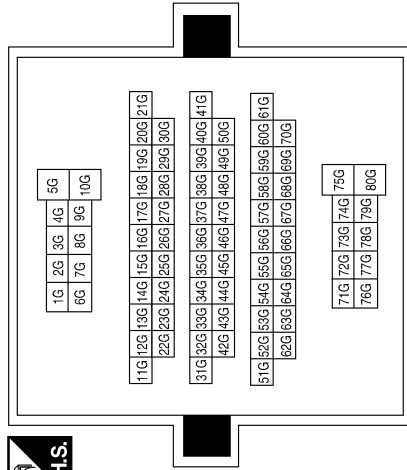 5G 10G
1G 2G 3G 4G
6G 7G 8G 9G
11G 12G 13G 14G 15G 16G 17G 18G 19G 20G 21G
22G 23G 24G 25G 26G 27G 28G 29G 30G
31G 32G 33G 34G 35G 36G 37G 38G 39G 40G 41G
42G 43G 44G 45G 46G 47G 48G 49G 50G
51G 52G 53G 54G 55G 56G 57G 58G 59G 60G 61G
62G 63G 64G 65G 66G 67G 68G 69G 70G
71G 72G 73G 74G 75G
76G 77G 78G 79G 80G
H.S.